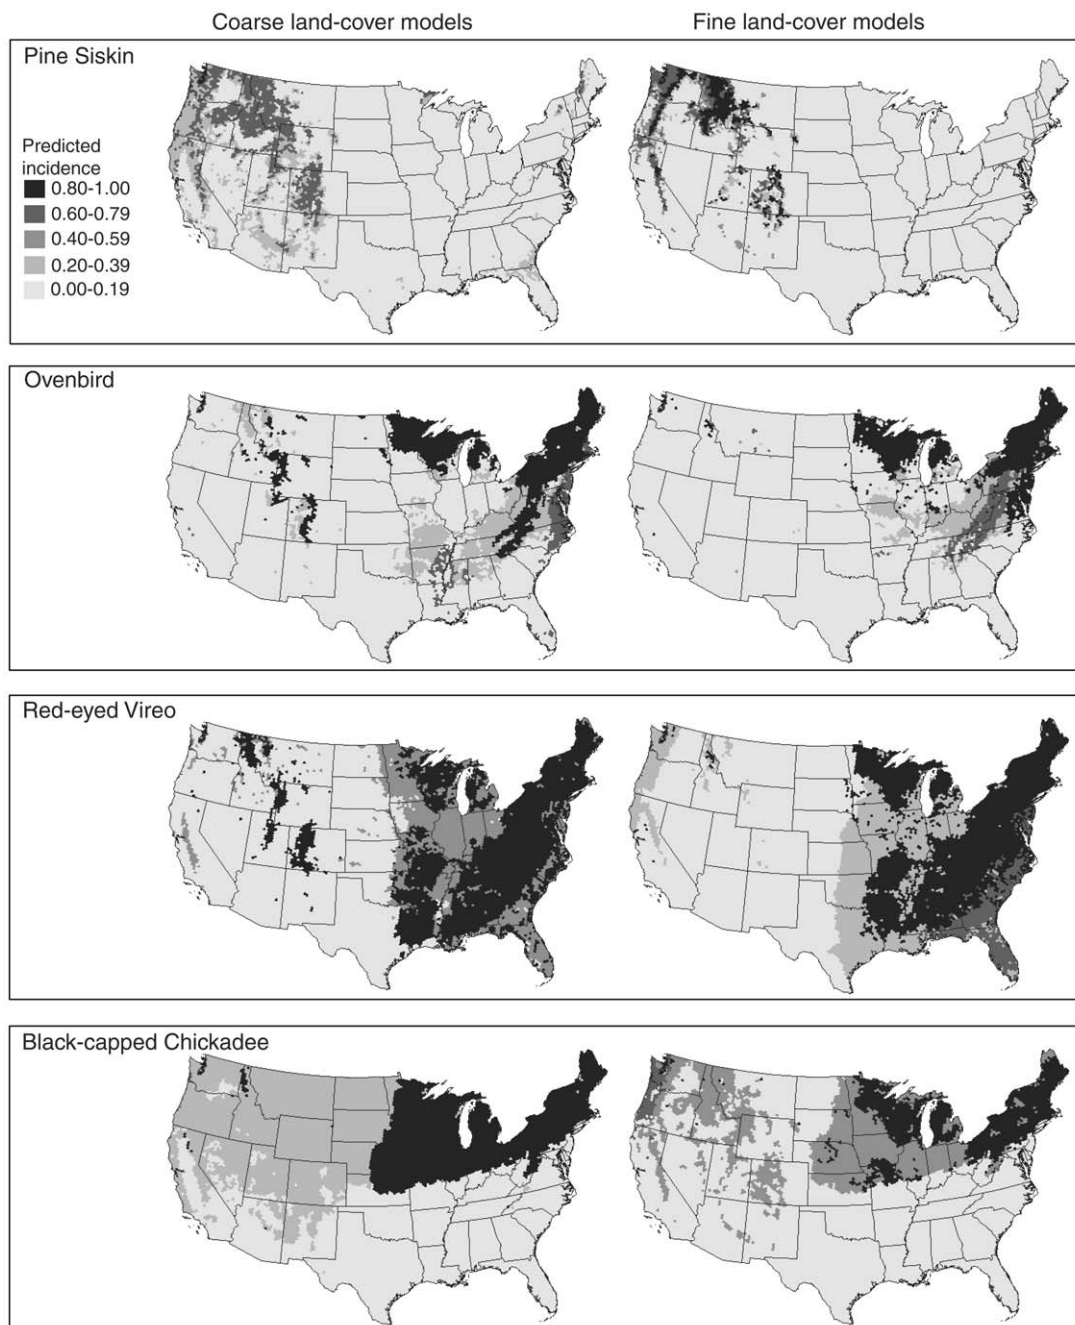 Coarse land-cover models
Fine land-cover models
Pine Siskin
Predicted
incidence
0.80-1.00
0.60-0.79
0.40-0.59
0.20-0.39
0.00-0.19
Ovenbird
Red-eyed Vireo
Black-capped Chickadee